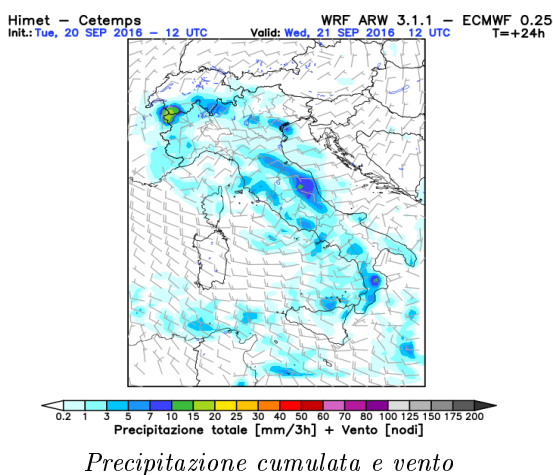 Himet − Cetemps WRF ARW 3.1.1 − ECMWF 0.25
Init.: Tue, 20 SEP 2016 − 12 UTC Valid: Wed, 21 SEP 2016 12 UTC T=+24h
0.2 1 3 5 7 10 15 20 25 30 40 50 60 70 80 100 125 150 175 200
Precipitazione totale [mm/3h] + Vento [nodi]
Precipitazione cumulata e vento